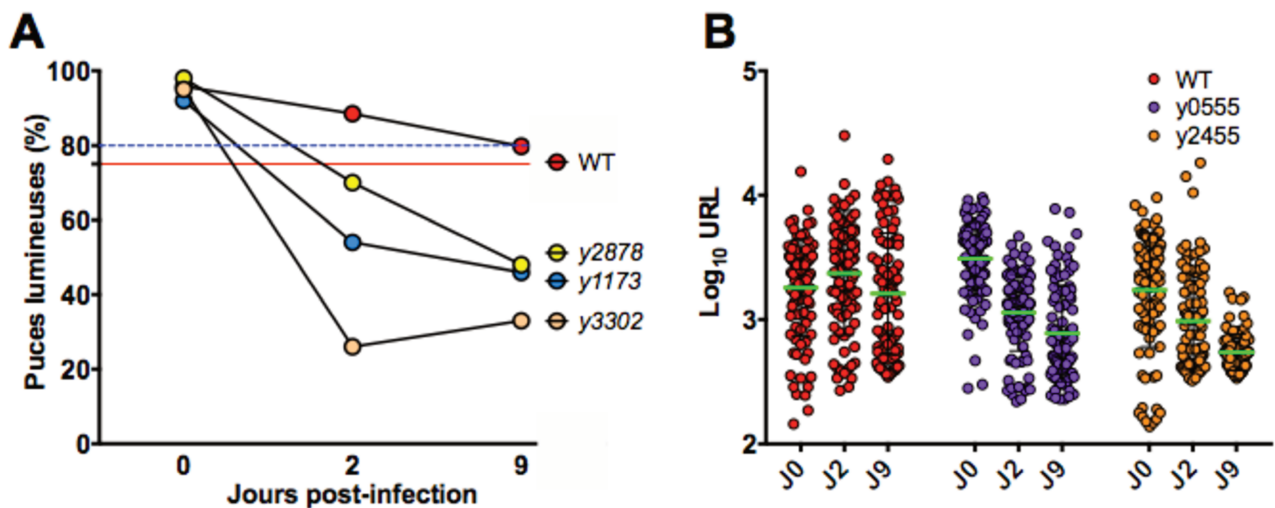 A
Puces lumineuses (%)
100
80
60
40
20
0
0
2
9
Jours post-infection
WT
y2878
y1173
y3302
B
Log10 URL
5
4
3
2
WT
y0555
y2455
J0
J2
J9
J0
J2
J9
J0
J2
J9